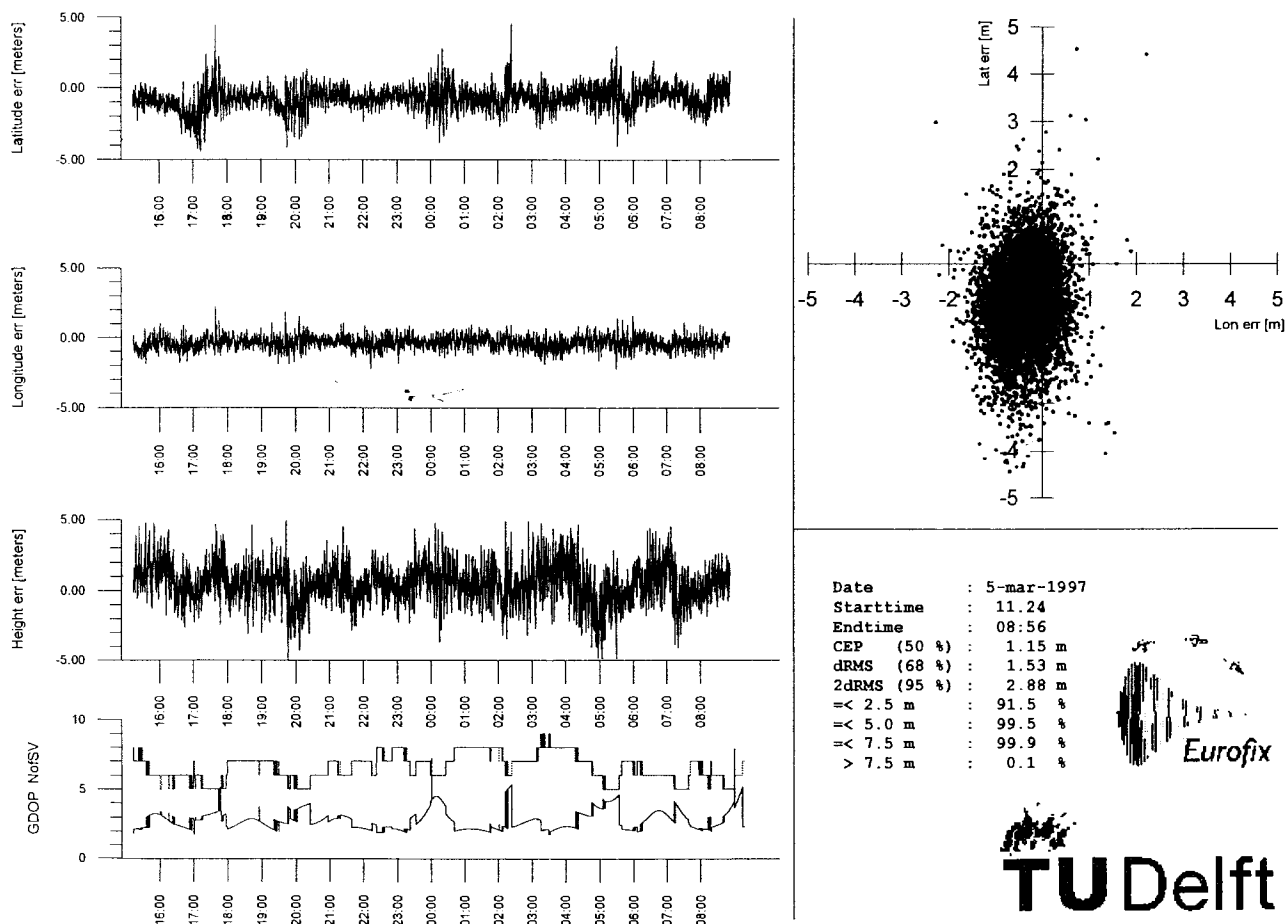 Latitude err [meters]
5.00
0.00
-5.00
16:00 17:00 18:00 19:00 20:00 21:00 22:00 23:00 00:00 01:00 02:00 03:00 04:00 05:00 06:00 07:00 08:00
Longitude err [meters]
5.00
0.00
-5.00
16:00 17:00 18:00 19:00 20:00 21:00 22:00 23:00 00:00 01:00 02:00 03:00 04:00 05:00 06:00 07:00 08:00
Height err [meters]
5.00
0.00
-5.00
16:00 17:00 18:00 19:00 20:00 21:00 22:00 23:00 00:00 01:00 02:00 03:00 04:00 05:00 06:00 07:00 08:00
GDOP NofSV
10
5
0
16:00 17:00 18:00 19:00 20:00 21:00 22:00 23:00 00:00 01:00 02:00 03:00 04:00 05:00 06:00 07:00 08:00
Lat err [m]
5
4
3
2
-5 -4 -3 -2 1 2 3 4 5
Lon err [m]
-4
-5
Date : 5-mar-1997
Starttime : 11.24
Endtime : 08:56
CEP (50 %) : 1.15 m
dRMS (68 %) : 1.53 m
2dRMS (95 %) : 2.88 m
=< 2.5 m : 91.5 %
=< 5.0 m : 99.5 %
=< 7.5 m : 99.9 %
> 7.5 m : 0.1 %
Eurofix
TUDelft